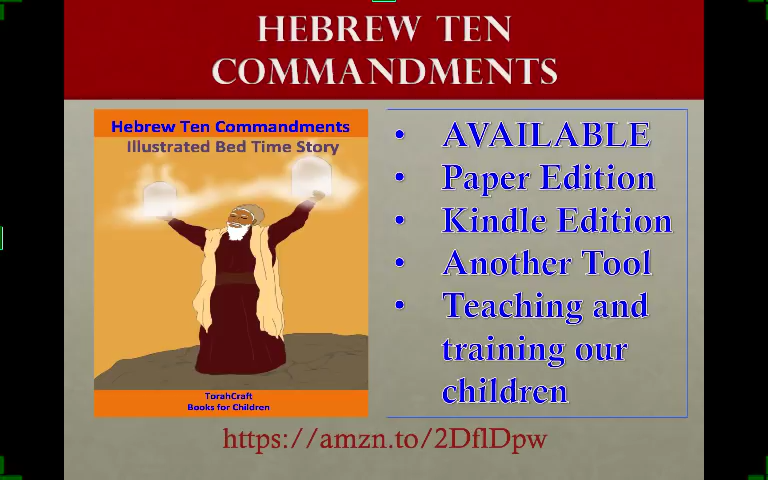 HEBREW TEN
COMMANDMENTS
Hebrew Ten Commandments
Illustrated Bed Time Story
TorahCraft
Books for Children
• AVAILABLE
• Paper Edition
• Kindle Edition
• Another Tool
• Teaching and
training our
children
https://amzn.to/2DflDpw